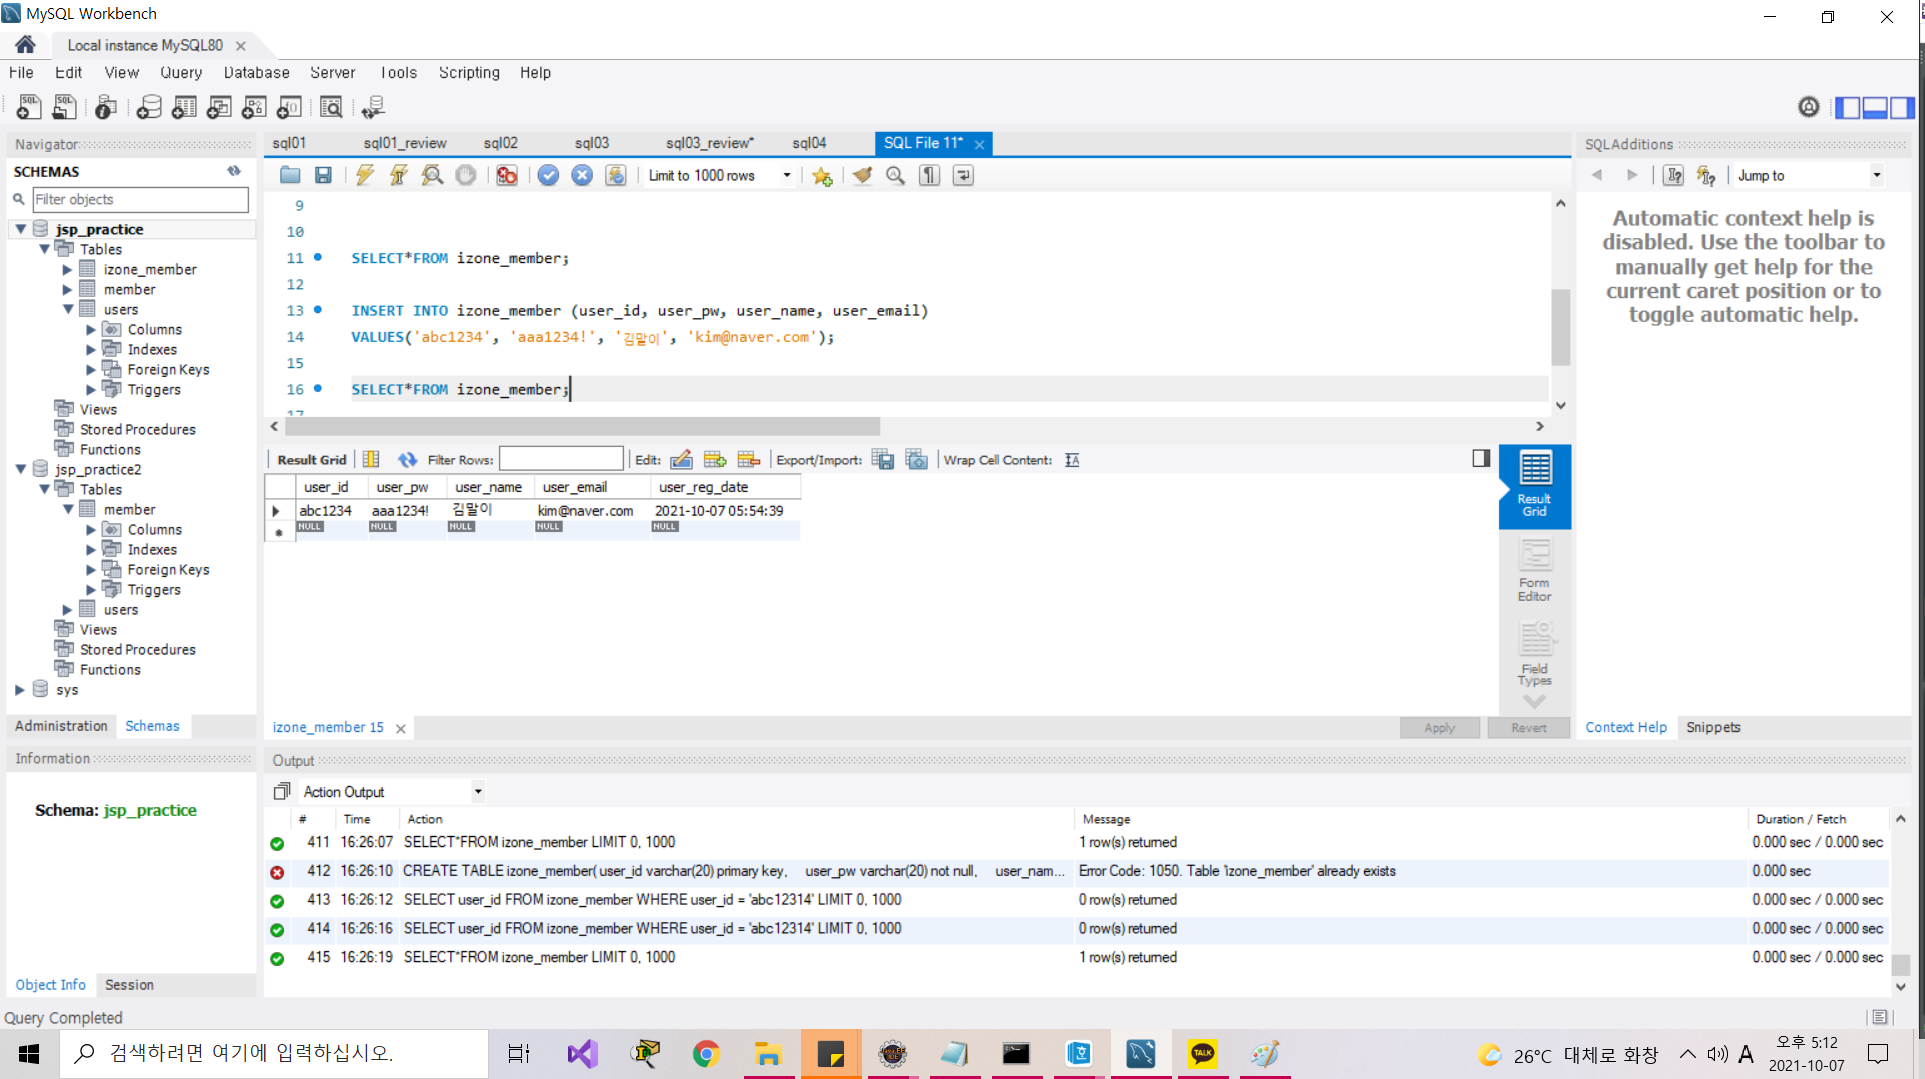 MySQL Workbench
Local instance MySQL80
File Edit View Query Database Server Tools Scripting Help
Navigator
SCHEMAS
Filter objects
jsp_practice
Tables
izone_member
member
users
Columns
Indexes
Foreign Keys
Triggers
Views
Stored Procedures
Functions
jsp_practice2
Tables
member
Columns
Indexes
Foreign Keys
Triggers
users
Views
Stored Procedures
Functions
sys
Administration Schemas
Information
Schema: jsp_practice
Object Info Session
Query Completed
sql01 sql01_review sql02 sql03 sql03_review* sql04 SQL File 11*
Limit to 1000 rows
9
10
11 SELECT*FROM izone_member;
12
13 INSERT INTO izone_member (user_id, user_pw, user_name, user_email)
14 VALUES('abc1234', 'aaa1234!', '김말이', 'kim@naver.com');
15
16 SELECT*FROM izone_member;
17
Result Grid Filter Rows: Edit: Export/Import: Wrap Cell Content:
user_id user_pw user_name user_email user_reg_date
abc1234 aaa1234! 김말이 kim@naver.com 2021-10-07 05:54:39
NULL NULL NULL NULL NULL
Result Grid
Form Editor
Field Types
izone_member 15
Apply Revert
SQLAdditions
Jump to
Automatic context help is
disabled. Use the toolbar to
manually get help for the
current caret position or to
toggle automatic help.
Context Help Snippets
Output
Action Output
# Time Action Message Duration / Fetch
411 16:26:07 SELECT*FROM izone_member LIMIT 0, 1000 1 row(s) returned 0.000 sec / 0.000 sec
412 16:26:10 CREATE TABLE izone_member( user_id varchar(20) primary key, user_pw varchar(20) not null, user_nam... Error Code: 1050. Table 'izone_member' already exists 0.000 sec
413 16:26:12 SELECT user_id FROM izone_member WHERE user_id = 'abc12314' LIMIT 0, 1000 0 row(s) returned 0.000 sec / 0.000 sec
414 16:26:16 SELECT user_id FROM izone_member WHERE user_id = 'abc12314' LIMIT 0, 1000 0 row(s) returned 0.000 sec / 0.000 sec
415 16:26:19 SELECT*FROM izone_member LIMIT 0, 1000 1 row(s) returned 0.000 sec / 0.000 sec
검색하려면 여기에 입력하십시오.
TALK
26°C 대체로 화창
A
오후 5:12
2021-10-07